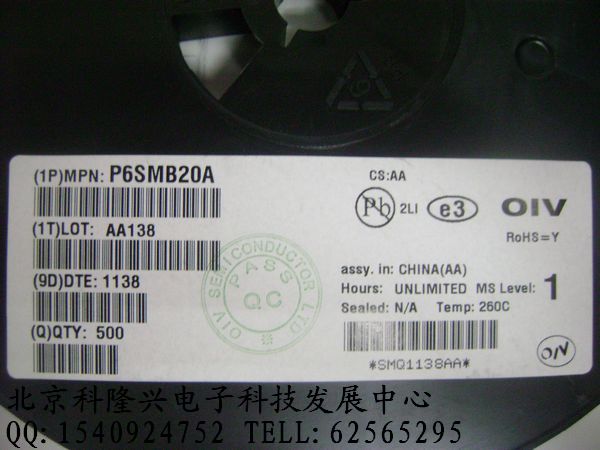 (1P)MPN: P6SMB20A
(1T)LOT: AA138
(9D)DTE: 1138
(Q)QTY: 500
CS:AA
Pb 2LI e3 OIV
RoHS=Y
assy. in: CHINA(AA)
Hours: UNLIMITED MS Level: 1
Sealed: N/A Temp: 260C
*SMQ1138AA*
OIV SEMICONDUCTOR LTD
PASS
QC
OIV
北京科隆兴电子科技发展中心
QQ: 1540924752 TELL: 62565295